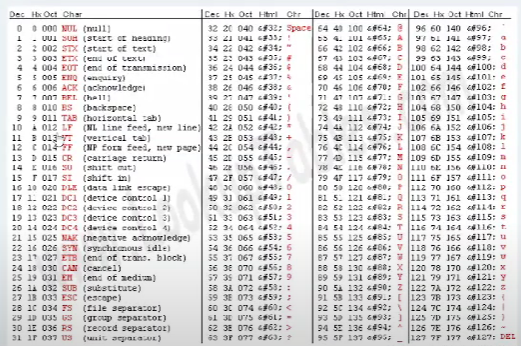 Dec Hx Oct Char Dec Hx Oct Html Chr Dec Hx Oct Html Chr Dec Hx Oct Html Chr
0 0 000 NUL (null) 32 20 040 &#32; Space 64 40 100 &#64; @ 96 60 140 &#96; `
1 1 001 SOH (start of heading) 33 21 041 &#33; ! 65 41 101 &#65; A 97 61 141 &#97; a
2 2 002 STX (start of text) 34 22 042 &#34; " 66 42 102 &#66; B 98 62 142 &#98; b
3 3 003 ETX (end of text) 35 23 043 &#35; # 67 43 103 &#67; C 99 63 143 &#99; c
4 4 004 EOT (end of transmission) 36 24 044 &#36; $ 68 44 104 &#68; D 100 64 144 &#100; d
5 5 005 ENQ (enquiry) 37 25 045 &#37; % 69 45 105 &#69; E 101 65 145 &#101; e
6 6 006 ACK (acknowledge) 38 26 046 &#38; & 70 46 106 &#70; F 102 66 146 &#102; f
7 7 007 BEL (bell) 39 27 047 &#39; ' 71 47 107 &#71; G 103 67 147 &#103; g
8 8 010 BS (backspace) 40 28 050 &#40; ( 72 48 110 &#72; H 104 68 150 &#104; h
9 9 011 TAB (horizontal tab) 41 29 051 &#41; ) 73 49 111 &#73; I 105 69 151 &#105; i
10 A 012 LF (NL line feed, new line) 42 2A 052 &#42; * 74 4A 112 &#74; J 106 6A 152 &#106; j
11 B 013 VT (vertical tab) 43 2B 053 &#43; + 75 4B 113 &#75; K 107 6B 153 &#107; k
12 C 014 FF (NP form feed, new page) 44 2C 054 &#44; , 76 4C 114 &#76; L 108 6C 154 &#108; l
13 D 015 CR (carriage return) 45 2D 055 &#45; - 77 4D 115 &#77; M 109 6D 155 &#109; m
14 E 016 SO (shift out) 46 2E 056 &#46; . 78 4E 116 &#78; N 110 6E 156 &#110; n
15 F 017 SI (shift in) 47 2F 057 &#47; / 79 4F 117 &#79; O 111 6F 157 &#111; o
16 10 020 DLE (data link escape) 48 30 060 &#48; 0 80 50 120 &#80; P 112 70 160 &#112; p
17 11 021 DC1 (device control 1) 49 31 061 &#49; 1 81 51 121 &#81; Q 113 71 161 &#113; q
18 12 022 DC2 (device control 2) 50 32 062 &#50; 2 82 52 122 &#82; R 114 72 162 &#114; r
19 13 023 DC3 (device control 3) 51 33 063 &#51; 3 83 53 123 &#83; S 115 73 163 &#115; s
20 14 024 DC4 (device control 4) 52 34 064 &#52; 4 84 54 124 &#84; T 116 74 164 &#116; t
21 15 025 NAK (negative acknowledge) 53 35 065 &#53; 5 85 55 125 &#85; U 117 75 165 &#117; u
22 16 026 SYN (synchronous idle) 54 36 066 &#54; 6 86 56 126 &#86; V 118 76 166 &#118; v
23 17 027 ETB (end of trans. block) 55 37 067 &#55; 7 87 57 127 &#87; W 119 77 167 &#119; w
24 18 030 CAN (cancel) 56 38 070 &#56; 8 88 58 130 &#88; X 120 78 170 &#120; x
25 19 031 EM (end of medium) 57 39 071 &#57; 9 89 59 131 &#89; Y 121 79 171 &#121; y
26 1A 032 SUB (substitute) 58 3A 072 &#58; : 90 5A 132 &#90; Z 122 7A 172 &#122; z
27 1B 033 ESC (escape) 59 3B 073 &#59; ; 91 5B 133 &#91; [ 123 7B 173 &#123; {
28 1C 034 FS (file separator) 60 3C 074 &#60; < 92 5C 134 &#92; \ 124 7C 174 &#124; |
29 1D 035 GS (group separator) 61 3D 075 &#61; = 93 5D 135 &#93; ] 125 7D 175 &#125; }
30 1E 036 RS (record separator) 62 3E 076 &#62; > 94 5E 136 &#94; ^ 126 7E 176 &#126; ~
31 1F 037 US (unit separator) 63 3F 077 &#63; ? 95 5F 137 &#95; _ 127 7F 177 &#127; DEL